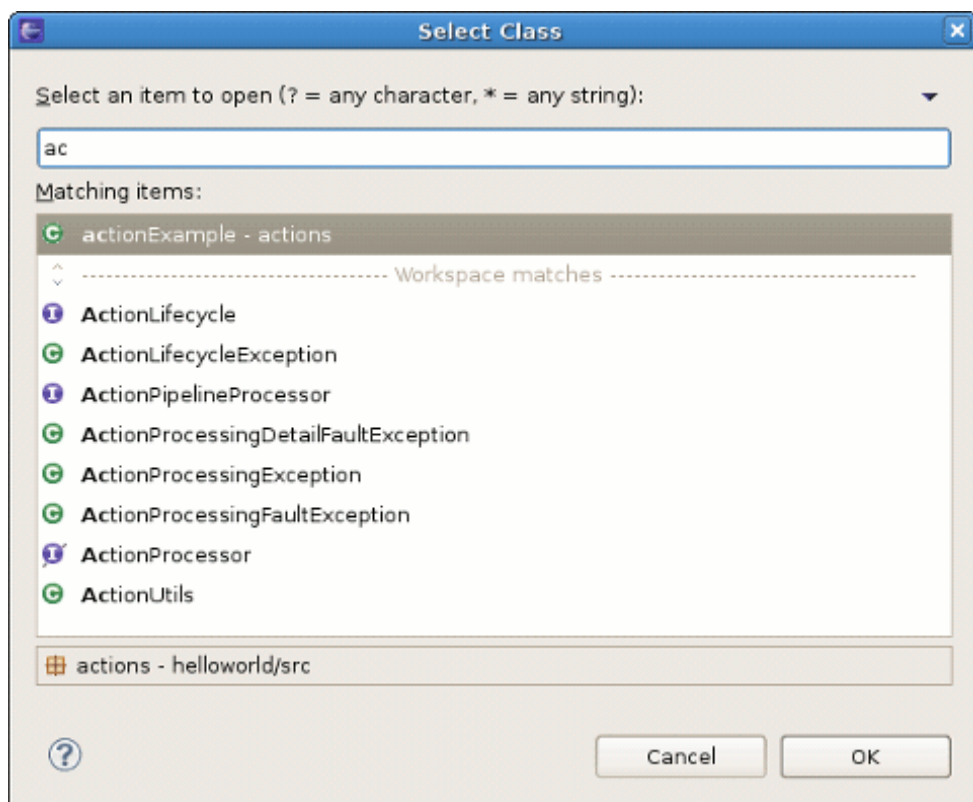 Select Class
Select an item to open (? = any character, * = any string):
ac
Matching items:
actionExample - actions
Workspace matches
ActionLifecycle
ActionLifecycleException
ActionPipelineProcessor
ActionProcessingDetailFaultException
ActionProcessingException
ActionProcessingFaultException
ActionProcessor
ActionUtils
actions - helloworld/src
Cancel OK